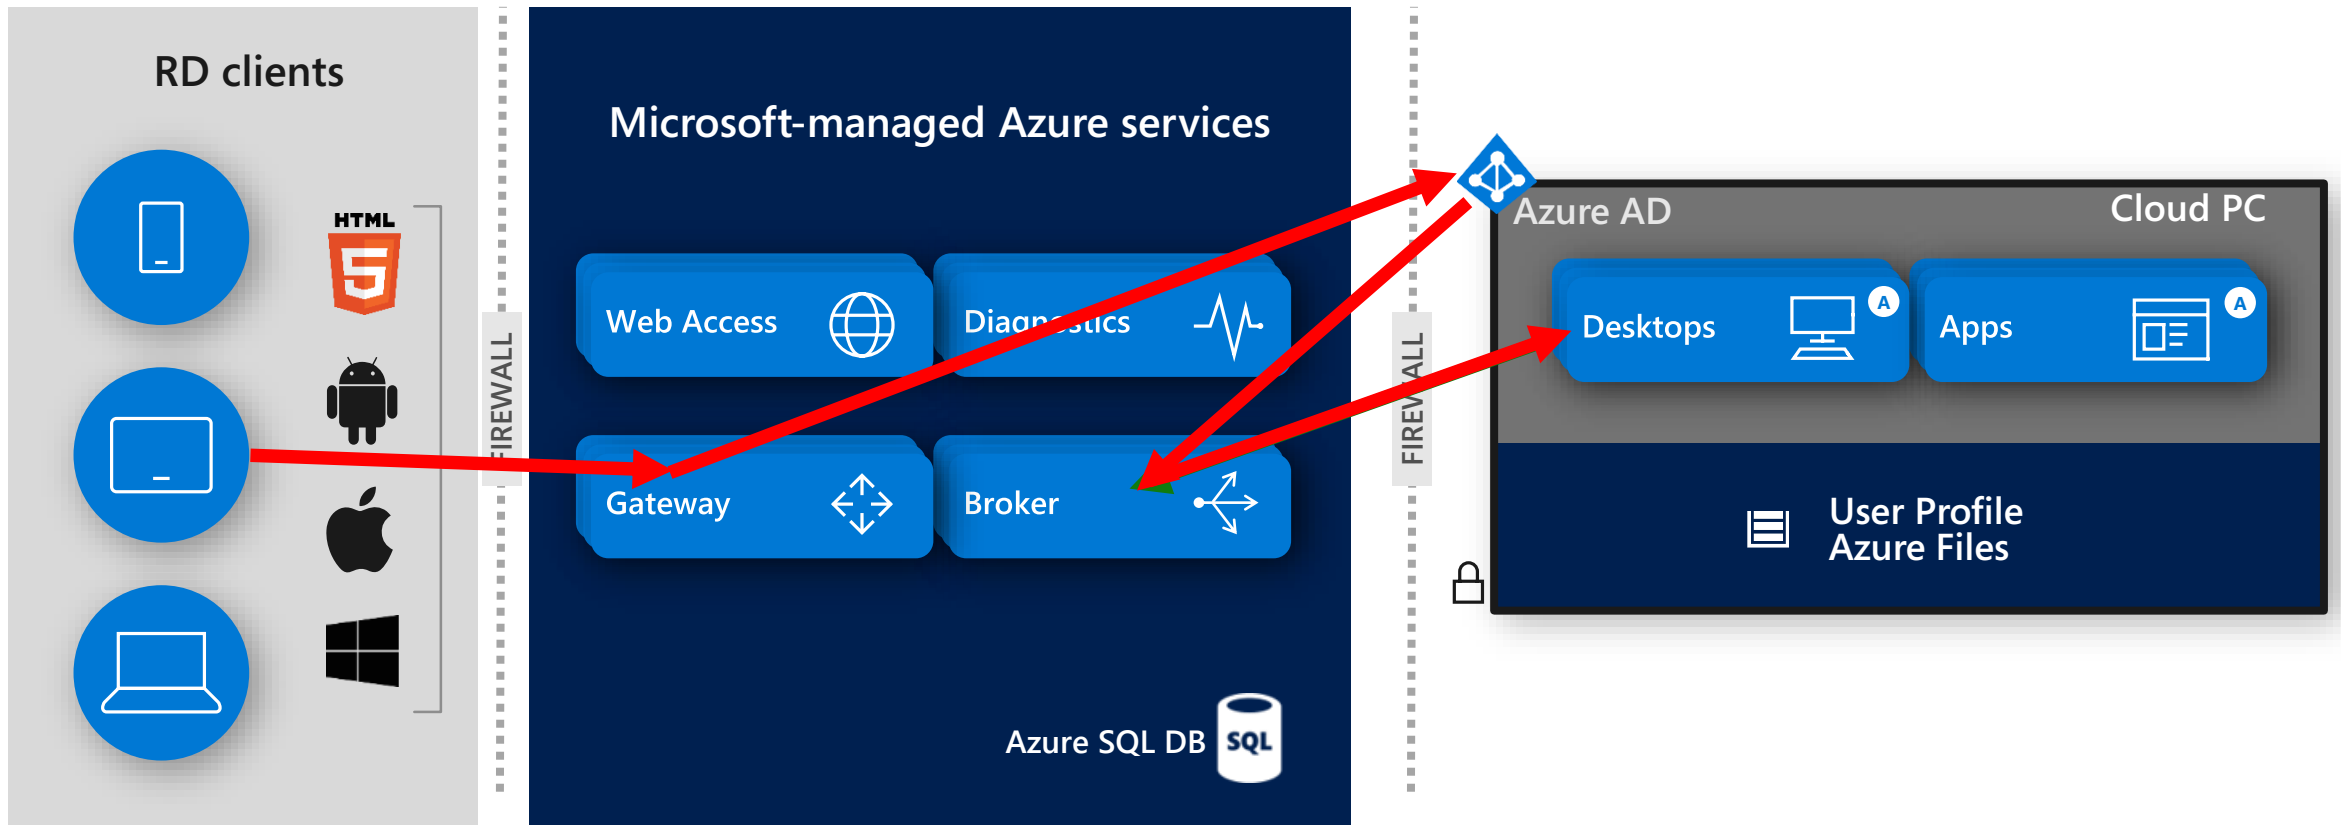 RD clients
HTML
5
FIREWALL
Microsoft-managed Azure services
Web Access
Diagnostics
Gateway
Broker
Azure SQL DB
SQL
FIREWALL
Azure AD
Cloud PC
Desktops
A
Apps
A
User Profile
Azure Files